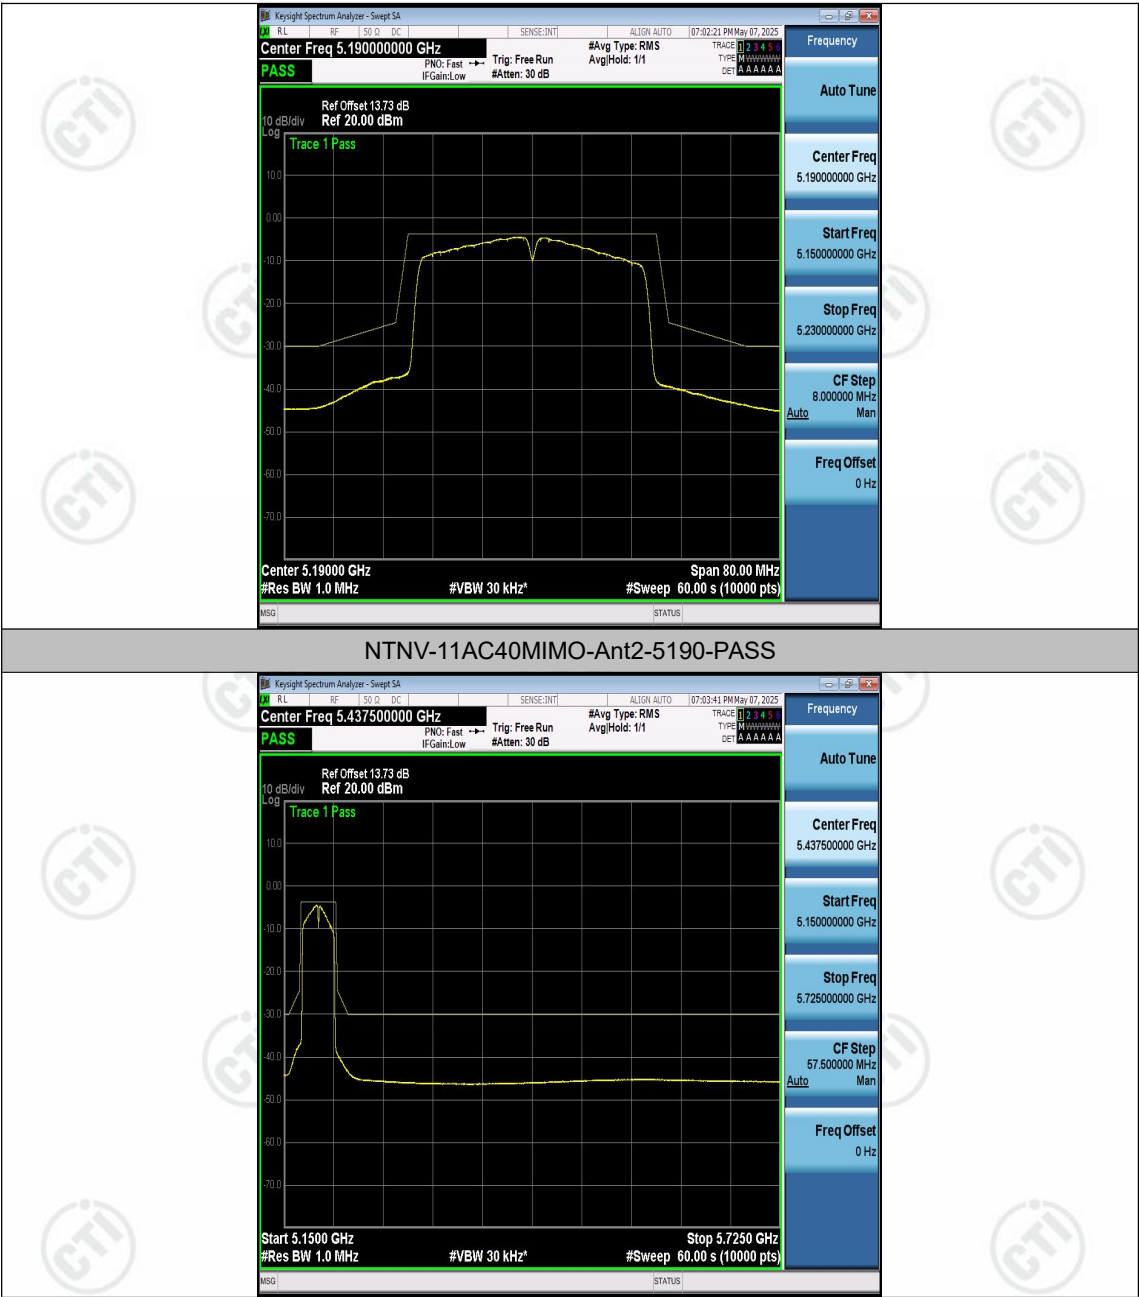 Keysight Spectrum Analyzer - Swept SA
RL RF 50 Ω DC SENSE:INT ALIGN AUTO 07:02:21 PM May 07, 2025
Center Freq 5.190000000 GHz
#Avg Type: RMS
TRACE 1 2 3 4 5 6
PASS
PNO: Fast
Trig: Free Run
Avg|Hold: 1/1
TYPE M WWWWW
IFGain:Low
#Atten: 30 dB
DET A A A A A A
Ref Offset 13.73 dB
10 dB/div Ref 20.00 dBm
Log
Trace 1 Pass
10.0
0.00
-10.0
-20.0
-30.0
-40.0
-50.0
-60.0
-70.0
Center 5.19000 GHz Span 80.00 MHz
#Res BW 1.0 MHz #VBW 30 kHz* #Sweep 60.00 s (10000 pts)
MSG STATUS
Frequency
Auto Tune
Center Freq
5.190000000 GHz
Start Freq
5.150000000 GHz
Stop Freq
5.230000000 GHz
CF Step
8.000000 MHz
Auto Man
Freq Offset
0 Hz
NTNV-11AC40MIMO-Ant2-5190-PASS
Keysight Spectrum Analyzer - Swept SA
RL RF 50 Ω DC SENSE:INT ALIGN AUTO 07:03:41 PM May 07, 2025
Center Freq 5.437500000 GHz
#Avg Type: RMS
TRACE 1 2 3 4 5 6
PASS
PNO: Fast
Trig: Free Run
Avg|Hold: 1/1
TYPE M WWWWW
IFGain:Low
#Atten: 30 dB
DET A A A A A A
Ref Offset 13.73 dB
10 dB/div Ref 20.00 dBm
Log
Trace 1 Pass
10.0
0.00
-10.0
-20.0
-30.0
-40.0
-50.0
-60.0
-70.0
Start 5.1500 GHz Stop 5.7250 GHz
#Res BW 1.0 MHz #VBW 30 kHz* #Sweep 60.00 s (10000 pts)
MSG STATUS
Frequency
Auto Tune
Center Freq
5.437500000 GHz
Start Freq
5.150000000 GHz
Stop Freq
5.725000000 GHz
CF Step
57.500000 MHz
Auto Man
Freq Offset
0 Hz
CTI
CTI
CTI
CTI
CTI
CTI
CTI
CTI
CTI
CTI